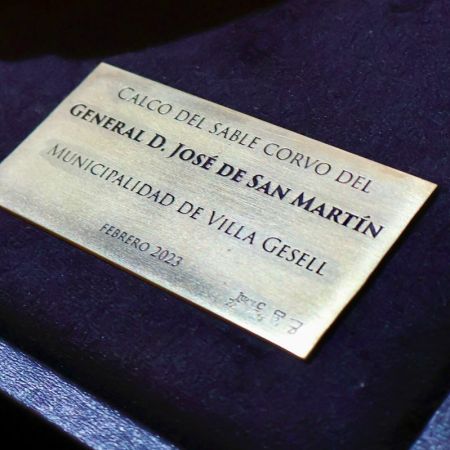 CALCO DEL SABLE CORVO DEL
GENERAL D. JOSÉ DE SAN MARTÍN
MUNICIPALIDAD DE VILLA GESELL
FEBRERO 2023